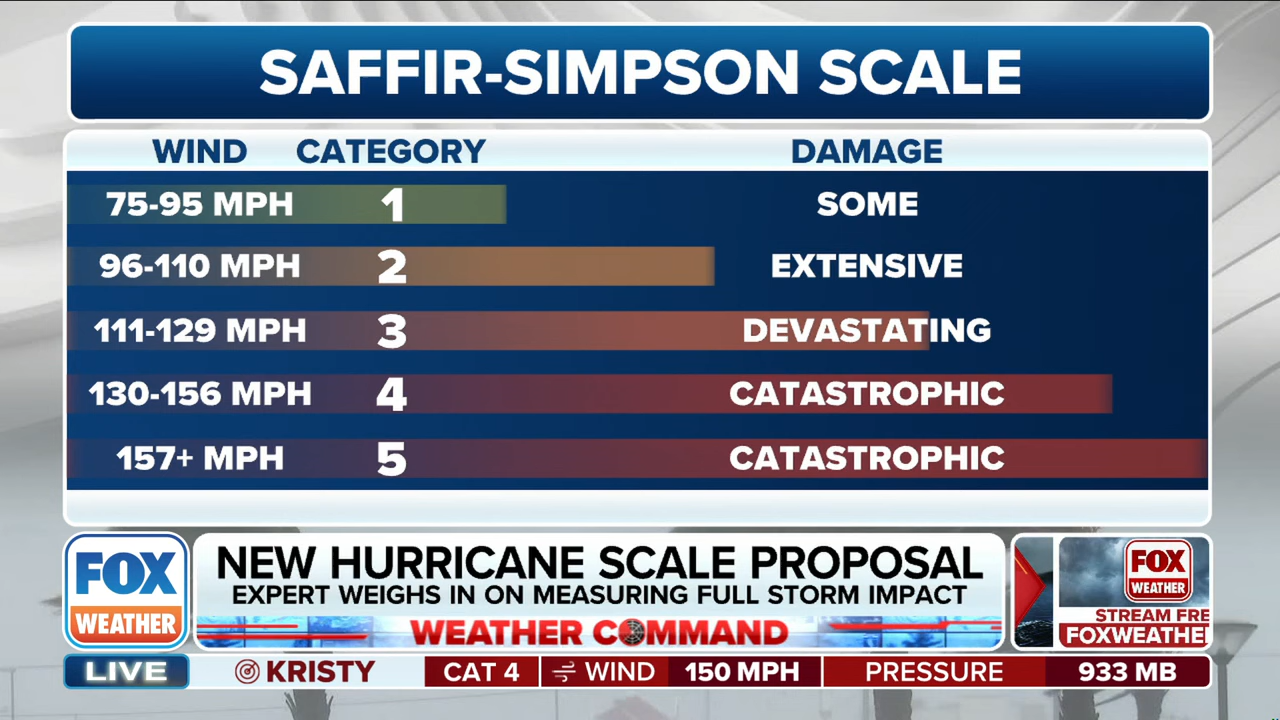 SAFFIR-SIMPSON SCALE
WIND CATEGORY DAMAGE
75-95 MPH 1 SOME
96-110 MPH 2 EXTENSIVE
111-129 MPH 3 DEVASTATING
130-156 MPH 4 CATASTROPHIC
157+ MPH 5 CATASTROPHIC
FOX
WEATHER
NEW HURRICANE SCALE PROPOSAL
EXPERT WEIGHS IN ON MEASURING FULL STORM IMPACT
WEATHER COMMAND
FOX
WEATHER
STREAM FRE
FOXWEATHE
LIVE KRISTY CAT 4 WIND 150 MPH PRESSURE 933 MB